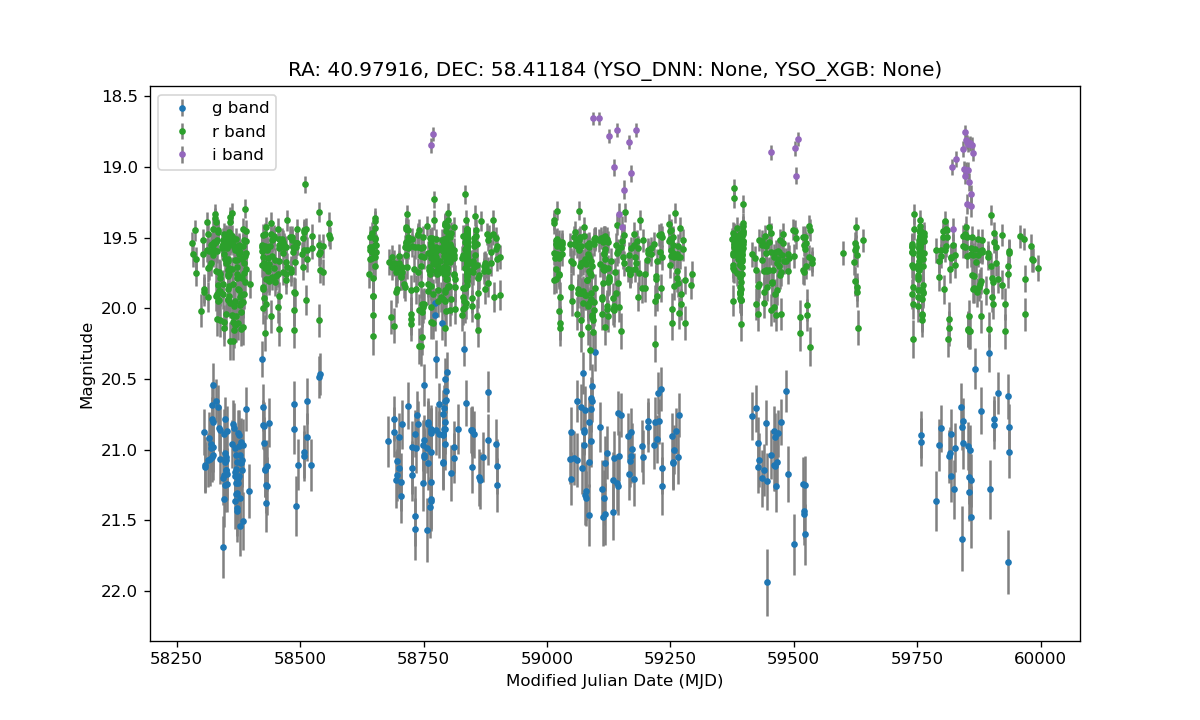 RA: 40.97916, DEC: 58.41184 (YSO_DNN: None, YSO_XGB: None)
g band
r band
i band
18.5
19.0
19.5
20.0
20.5
21.0
21.5
22.0
Magnitude
58250 58500 58750 59000 59250 59500 59750 60000
Modified Julian Date (MJD)